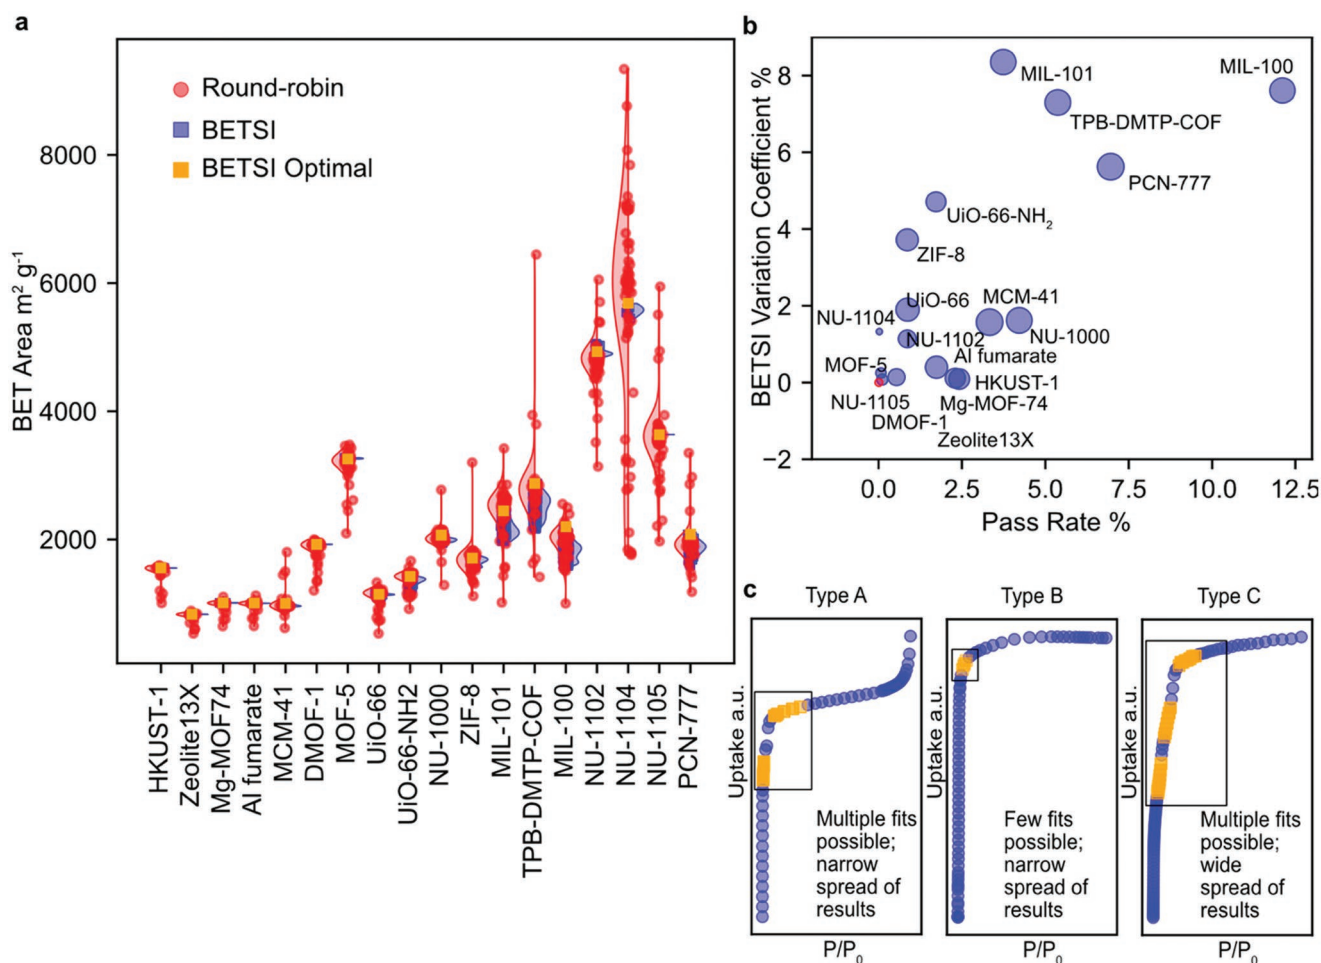 a
BET Area m² g⁻¹
8000
6000
4000
2000
Round-robin
BETSI
BETSI Optimal
HKUST-1
Zeolite13X
Mg-MOF74
Al fumarate
MCM-41
DMOF-1
MOF-5
UiO-66
UiO-66-NH2
NU-1000
ZIF-8
MIL-101
TPB-DMTP-COF
MIL-100
NU-1102
NU-1104
NU-1105
PCN-777
b
BETSI Variation Coefficient %
8
6
4
2
0
−2
MIL-101
MIL-100
TPB-DMTP-COF
PCN-777
UiO-66-NH₂
ZIF-8
UiO-66
MCM-41
NU-1104
NU-1102
NU-1000
MOF-5
Al fumarate
HKUST-1
NU-1105
Mg-MOF-74
DMOF-1
Zeolite13X
0.0 2.5 5.0 7.5 10.0 12.5
Pass Rate %
c
Type A
Uptake a.u.
Multiple fits
possible;
narrow
spread of
results
P/P₀
Type B
Uptake a.u.
Few fits
possible;
narrow
spread of
results
P/P₀
Type C
Uptake a.u.
Multiple fits
possible;
wide
spread of
results
P/P₀